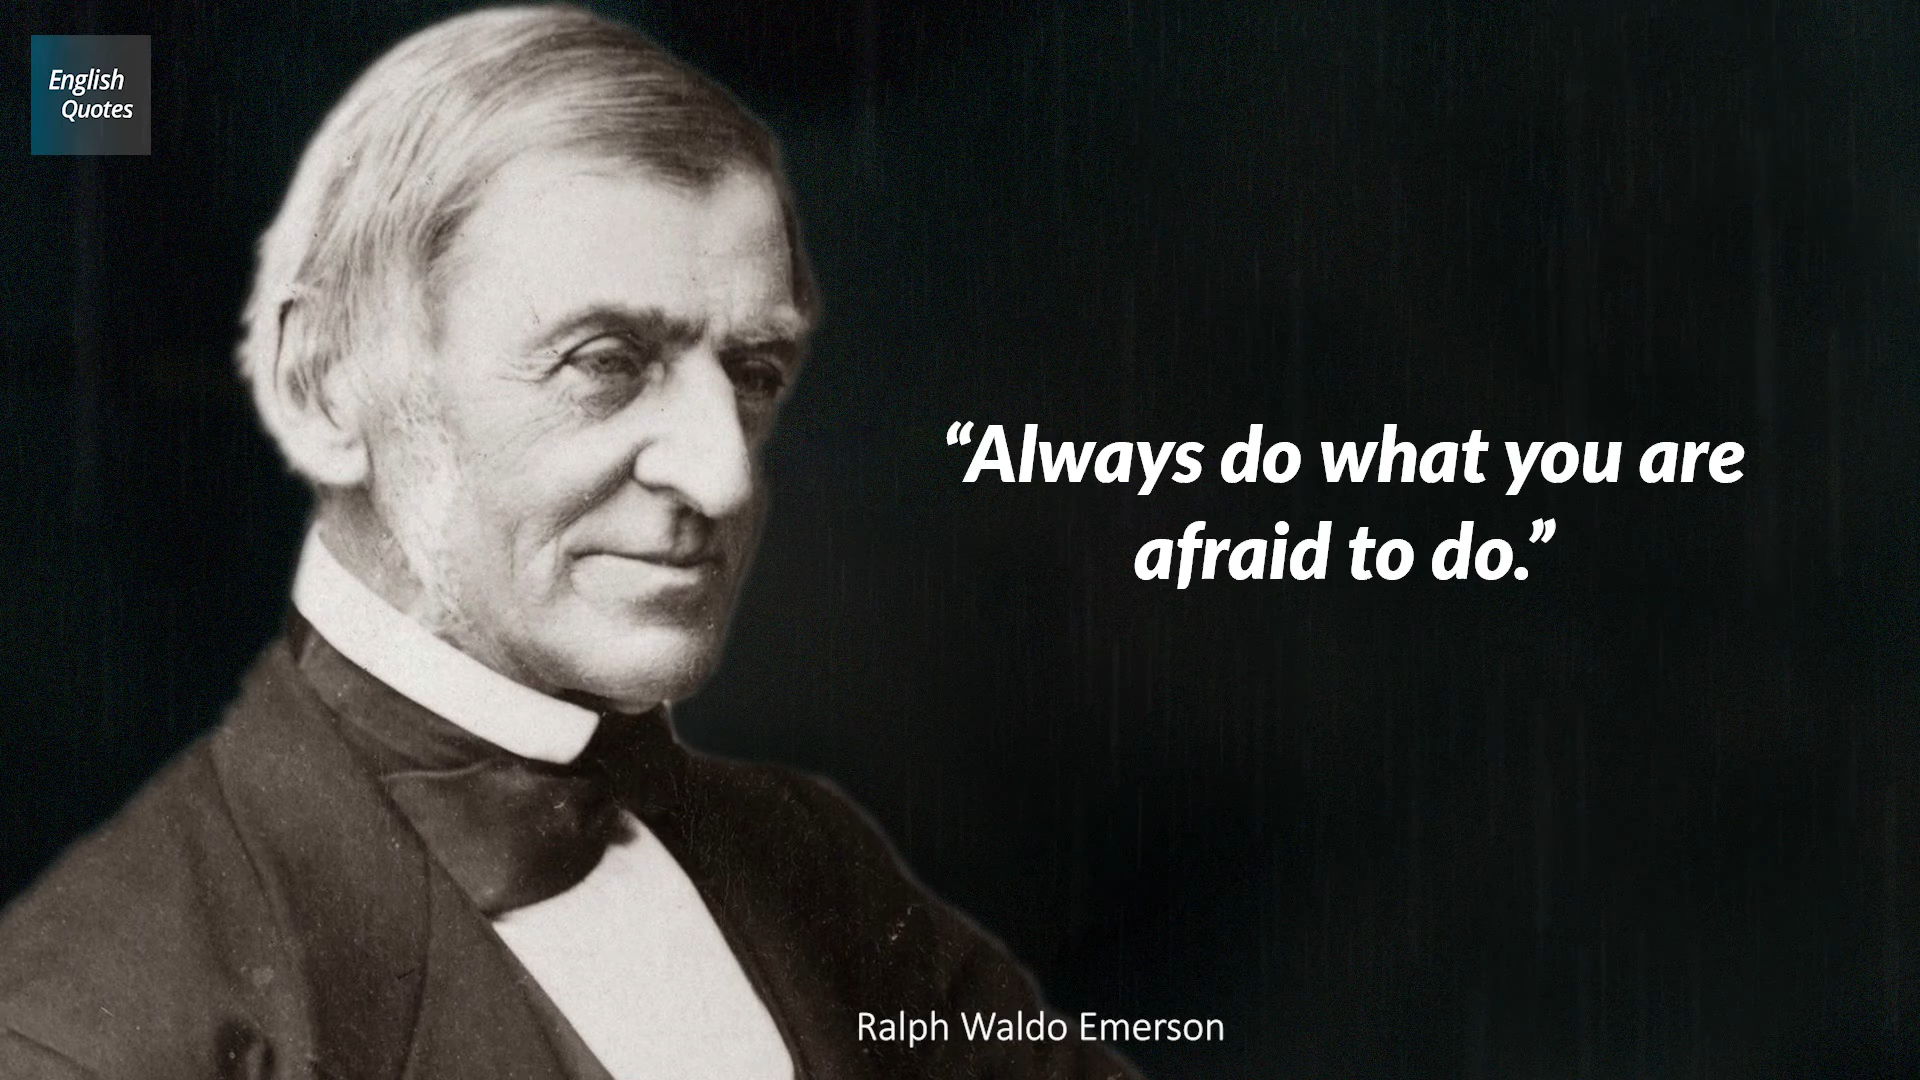 English
Quotes
“Always do what you are
afraid to do.”
Ralph Waldo Emerson